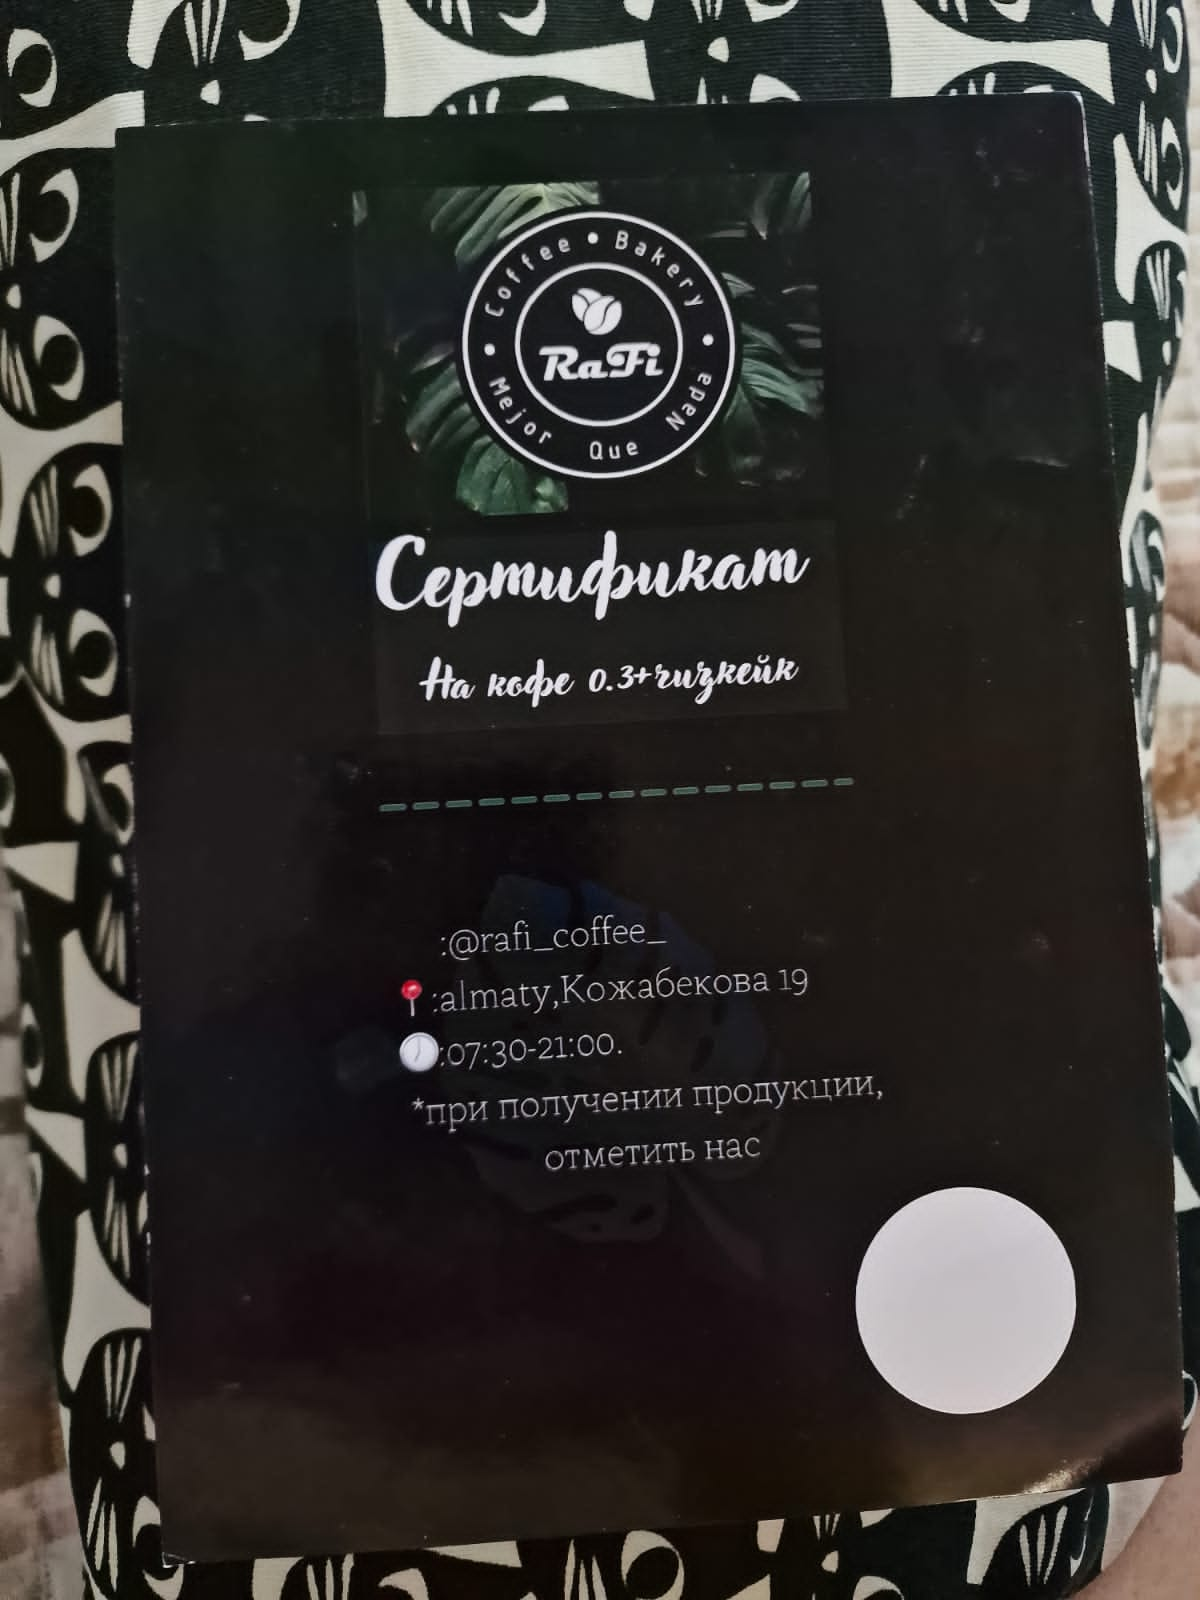 Coffee • Bakery
RaFi
Mejor Que Nada
Сертификат
На кофе 0.3+чизкейк
:@rafi_coffee_
:almaty,Кожабекова 19
:07:30-21:00.
*при получении продукции,
отметить нас